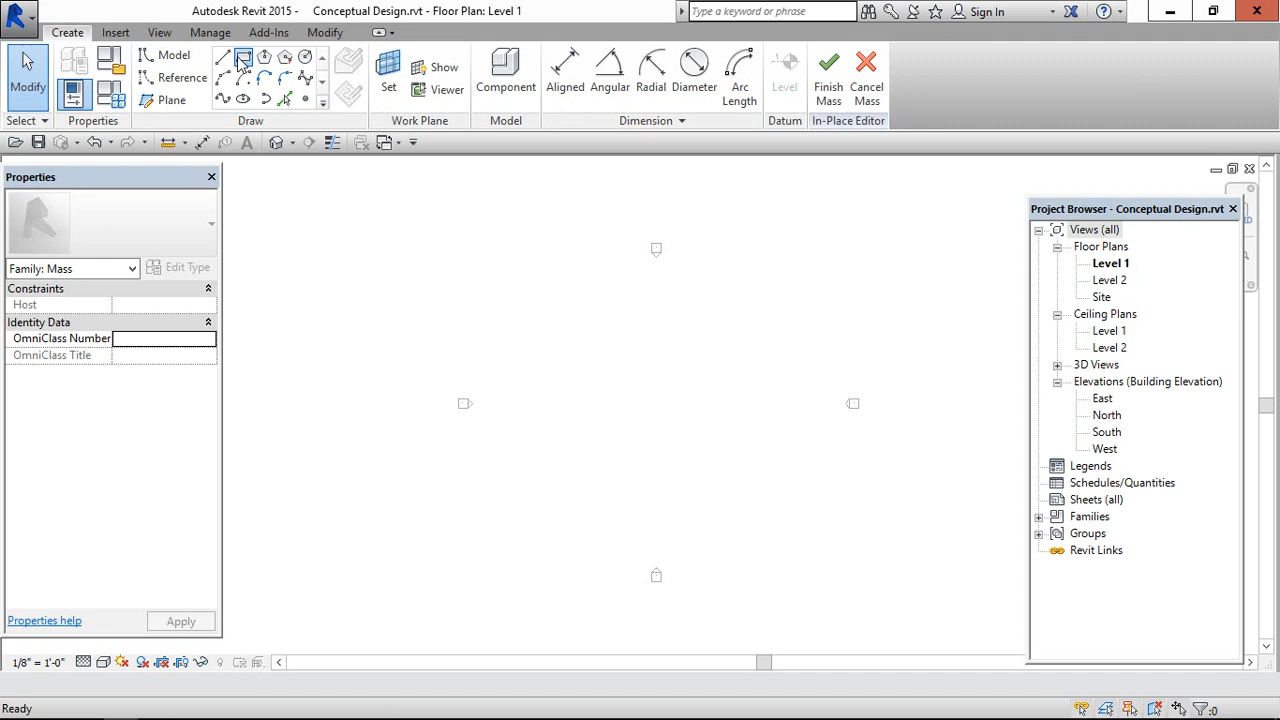 Autodesk Revit 2015 - Conceptual Design.rvt - Floor Plan: Level 1
Type a keyword or phrase
Sign In
Create Insert View Manage Add-Ins Modify
Modify
Select
Properties
Model
Reference
Plane
Draw
Set
Show
Viewer
Work Plane
Component
Model
Aligned Angular Radial Diameter Arc Length
Dimension
Level
Datum
Finish Mass
Cancel Mass
In-Place Editor
Properties
Family: Mass
Edit Type
Constraints
Host
Identity Data
OmniClass Number
OmniClass Title
Properties help
Apply
Project Browser - Conceptual Design.rvt
Views (all)
Floor Plans
Level 1
Level 2
Site
Ceiling Plans
Level 1
Level 2
3D Views
Elevations (Building Elevation)
East
North
South
West
Legends
Schedules/Quantities
Sheets (all)
Families
Groups
Revit Links
1/8" = 1'-0"
Ready
:0